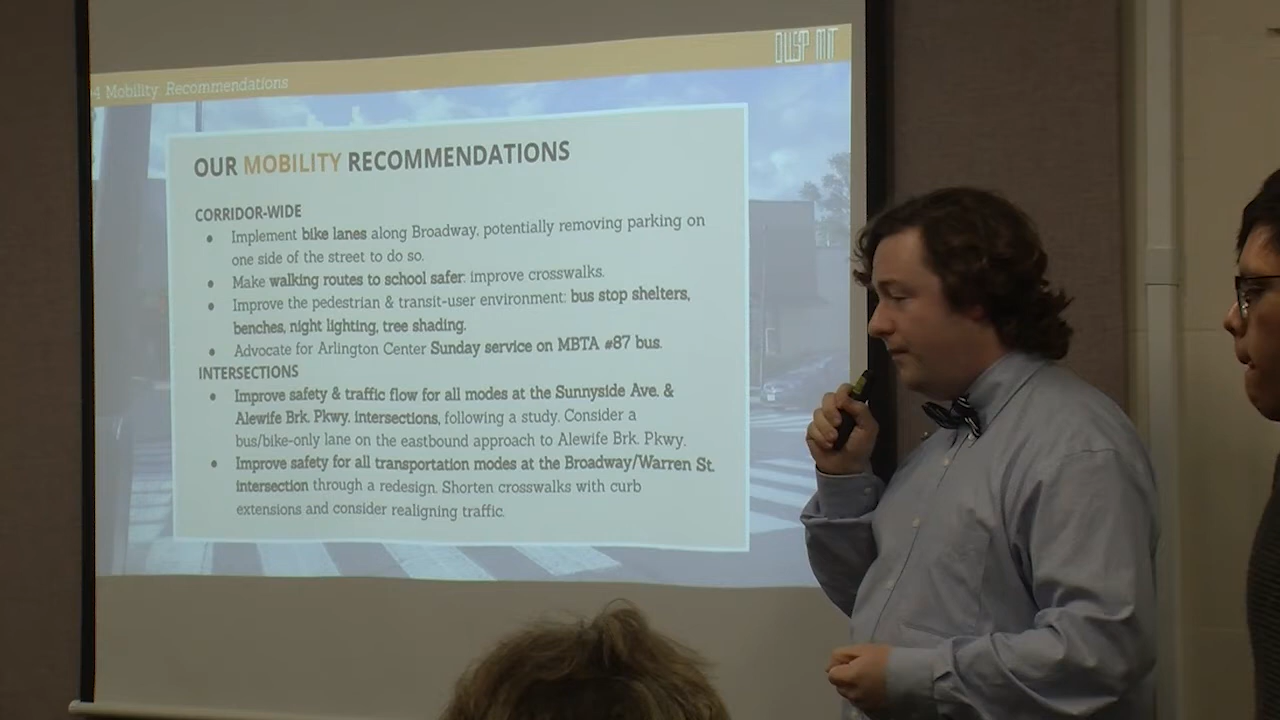 DUSP MIT
4 Mobility: Recommendations
OUR MOBILITY RECOMMENDATIONS
CORRIDOR-WIDE
• Implement bike lanes along Broadway, potentially removing parking on
one side of the street to do so.
• Make walking routes to school safer: improve crosswalks.
• Improve the pedestrian & transit-user environment: bus stop shelters,
benches, night lighting, tree shading.
• Advocate for Arlington Center Sunday service on MBTA #87 bus.
INTERSECTIONS
• Improve safety & traffic flow for all modes at the Sunnyside Ave. &
Alewife Brk. Pkwy. intersections, following a study. Consider a
bus/bike-only lane on the eastbound approach to Alewife Brk. Pkwy.
• Improve safety for all transportation modes at the Broadway/Warren St.
intersection through a redesign. Shorten crosswalks with curb
extensions and consider realigning traffic.